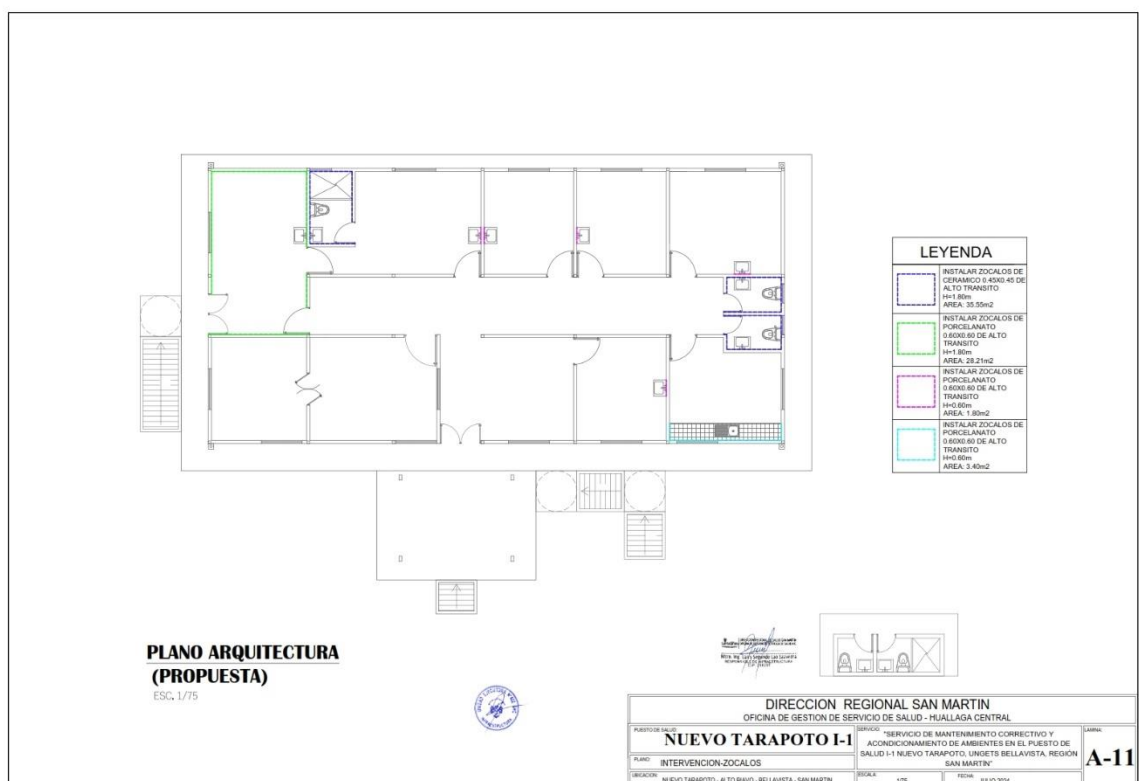 LEYENDA
INSTALAR ZOCALOS DE
CERAMICO 0.45X0.45 DE
ALTO TRANSITO
H=1.80m
AREA: 35.55m2
INSTALAR ZOCALOS DE
PORCELANATO
0.60X0.60 DE ALTO
TRANSITO
H=1.80m
AREA: 28.21m2
INSTALAR ZOCALOS DE
PORCELANATO
0.60X0.60 DE ALTO
TRANSITO
H=0.60m
AREA: 1.80m2
INSTALAR ZOCALOS DE
PORCELANATO
0.60X0.60 DE ALTO
TRANSITO
H=0.60m
AREA: 3.40m2
PLANO ARQUITECTURA
(PROPUESTA)
ESC. 1/75
DIRECCION REGIONAL SAN MARTIN
OFICINA DE GESTION DE SERVICIO DE SALUD - HUALLAGA CENTRAL
PUESTO DE SALUD:
NUEVO TARAPOTO I-1
PLANO:
INTERVENCION-ZOCALOS
UBICACION:
NUEVO TARAPOTO - ALTO BIAVO - BELLAVISTA - SAN MARTIN
SERVICIO:
"SERVICIO DE MANTENIMIENTO CORRECTIVO Y
ACONDICIONAMIENTO DE AMBIENTES EN EL PUESTO DE
SALUD I-1 NUEVO TARAPOTO, UNGETS BELLAVISTA, REGIÓN
SAN MARTÍN"
ESCALA:
1/75
FECHA:
JULIO 2024
LAMINA:
A-11